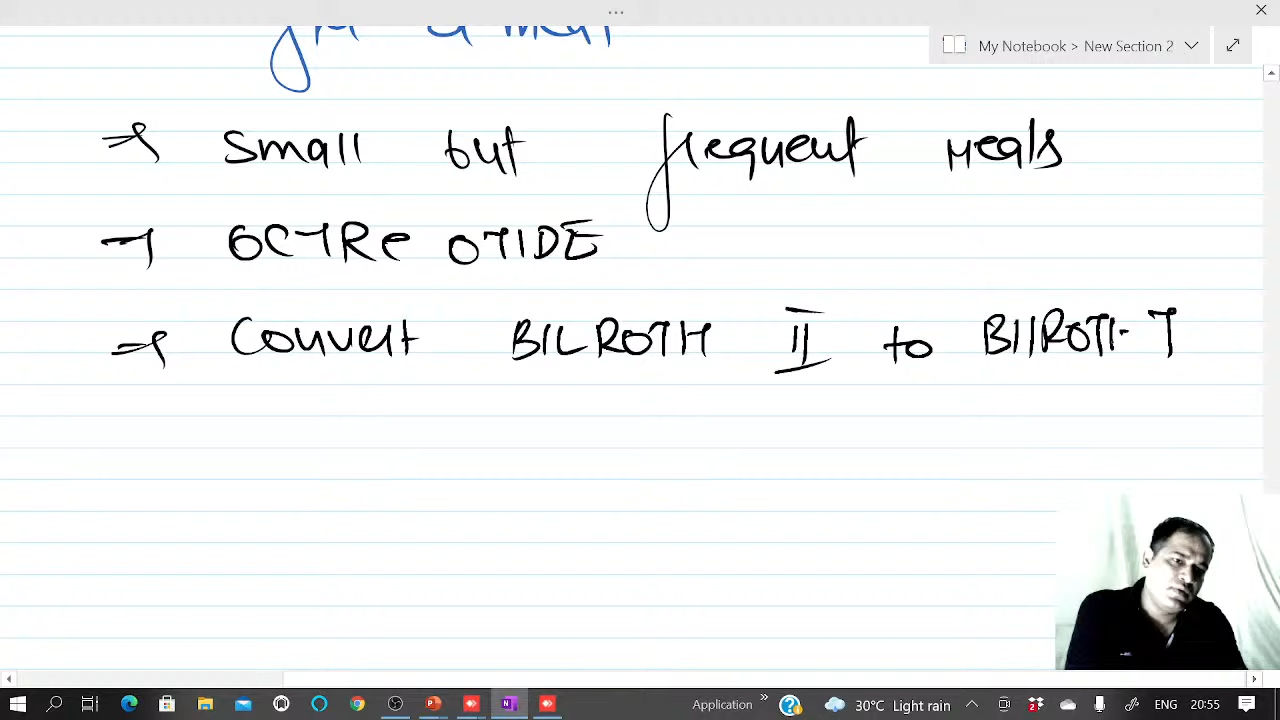 My Notebook > New Section 2
⇒ Small but frequent meals
→ OCTReOTIDE
⇒ Convert BILROTH II to BIlROTH I
Application
30°C Light rain
ENG
20:55